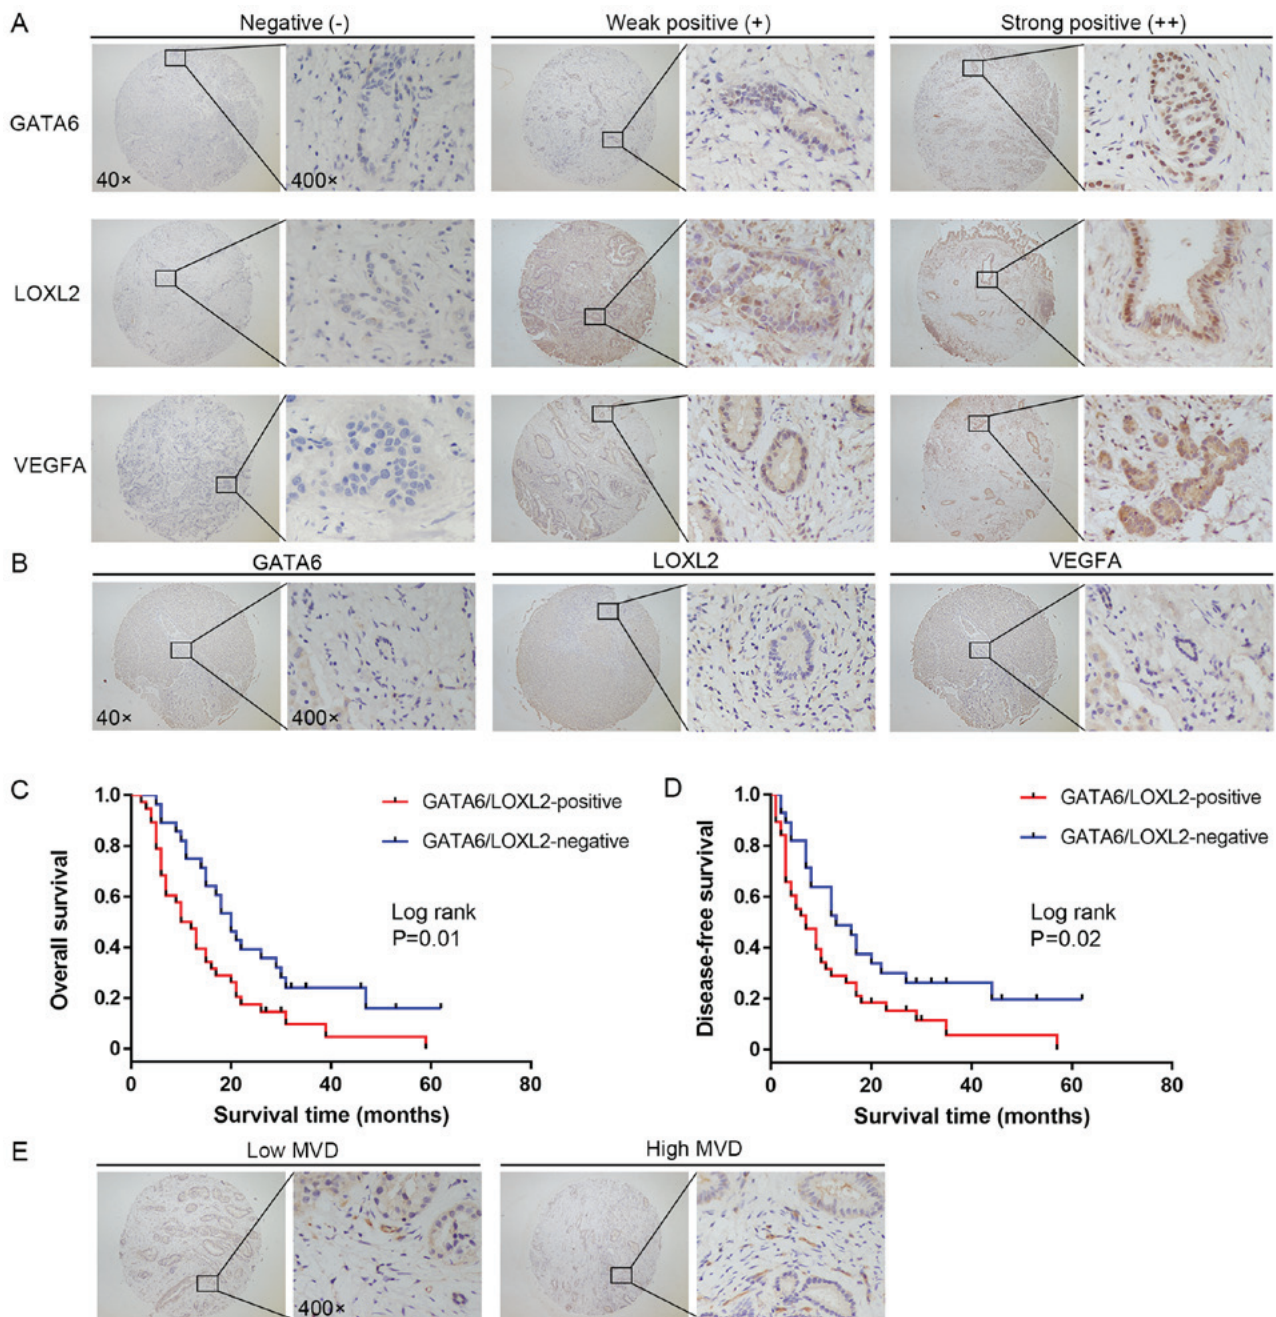 A
Negative (-)
Weak positive (+)
Strong positive (++)
GATA6
40×
400×
LOXL2
VEGFA
B
GATA6
LOXL2
VEGFA
40×
400×
C
1.0
0.8
0.6
0.4
0.2
0
Overall survival
GATA6/LOXL2-positive
GATA6/LOXL2-negative
Log rank
P=0.01
0
20
40
60
80
Survival time (months)
D
1.0
0.8
0.6
0.4
0.2
0
Disease-free survival
GATA6/LOXL2-positive
GATA6/LOXL2-negative
Log rank
P=0.02
0
20
40
60
80
Survival time (months)
E
Low MVD
High MVD
400×